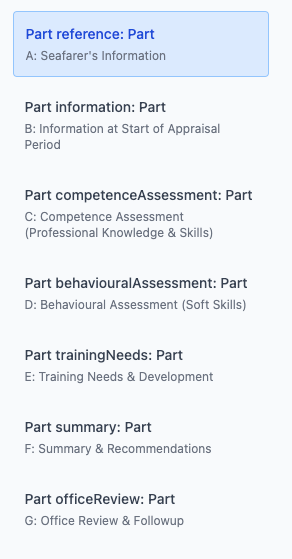 Part reference: Part
A: Seafarer's Information
Part information: Part
B: Information at Start of Appraisal
Period
Part competenceAssessment: Part
C: Competence Assessment
(Professional Knowledge & Skills)
Part behaviouralAssessment: Part
D: Behavioural Assessment (Soft Skills)
Part trainingNeeds: Part
E: Training Needs & Development
Part summary: Part
F: Summary & Recommendations
Part officeReview: Part
G: Office Review & Followup